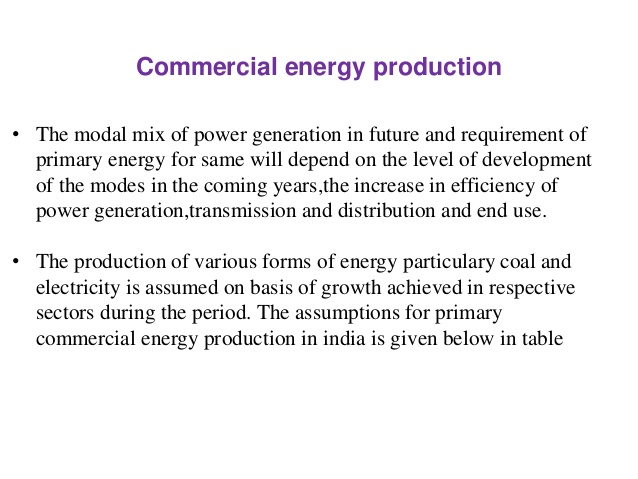 Commercial energy production
• The modal mix of power generation in future and requirement of
primary energy for same will depend on the level of development
of the modes in the coming years,the increase in efficiency of
power generation,transmission and distribution and end use.
• The production of various forms of energy particulary coal and
electricity is assumed on basis of growth achieved in respective
sectors during the period. The assumptions for primary
commercial energy production in india is given below in table